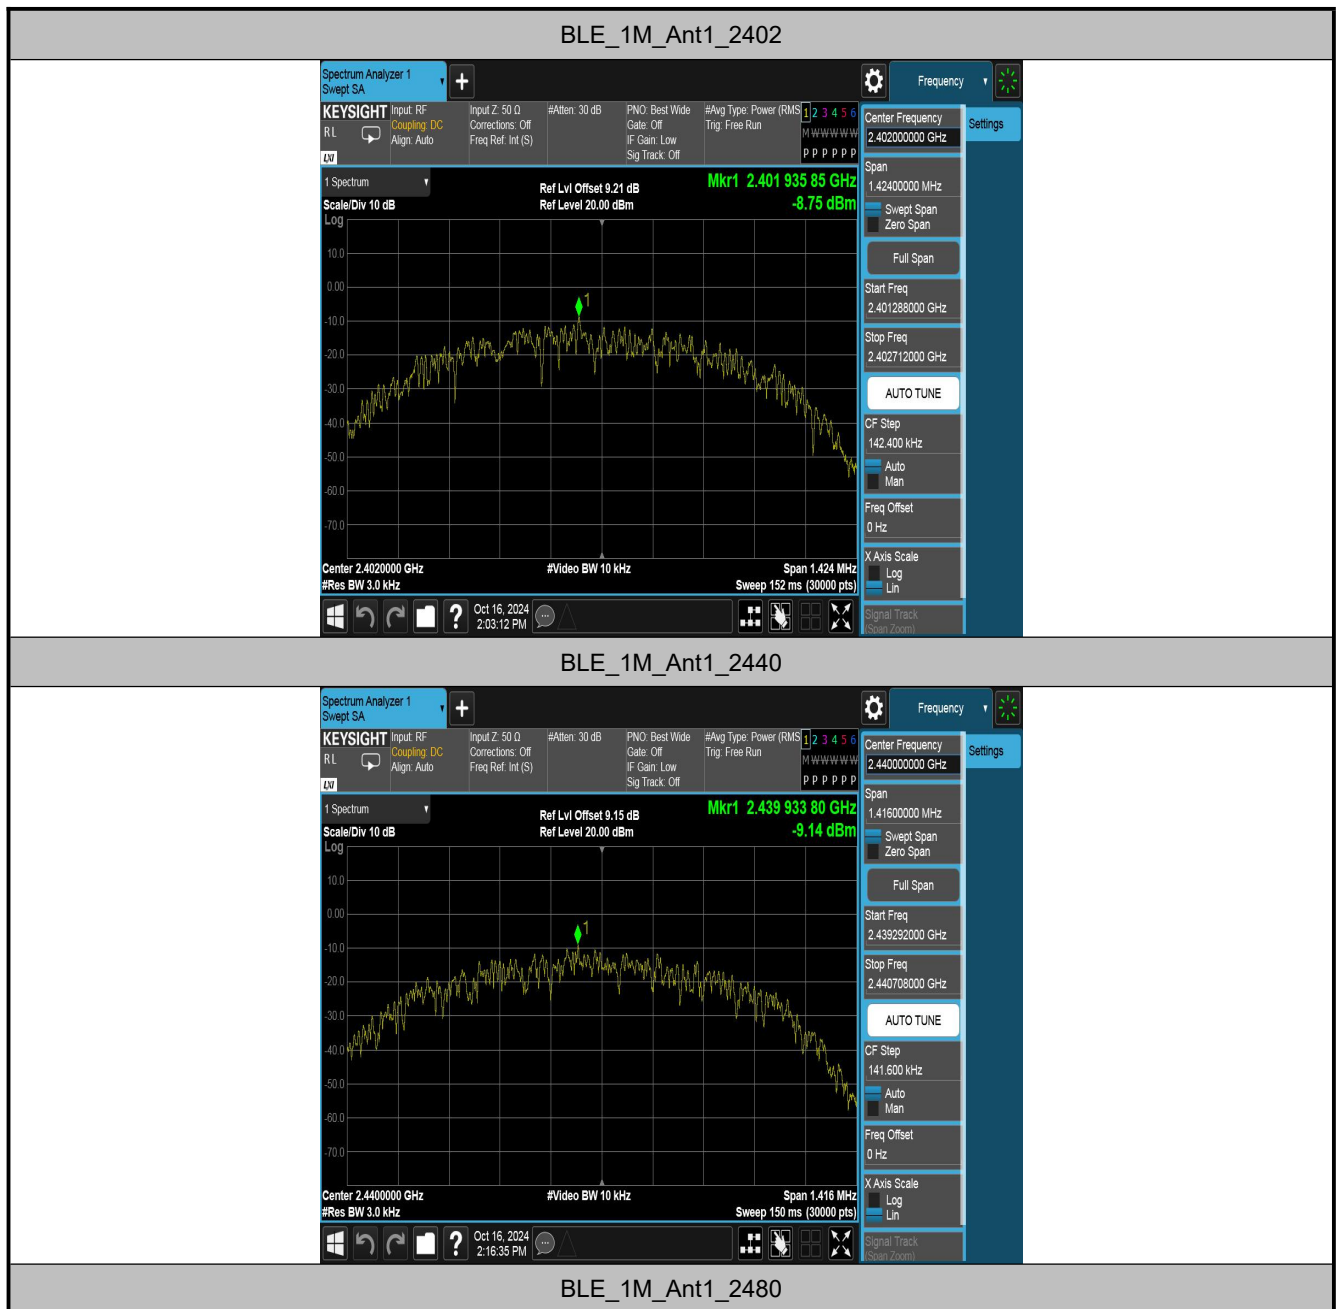 BLE_1M_Ant1_2402
Spectrum Analyzer 1
Swept SA
Frequency
KEYSIGHT
RL
LXI
Input: RF
Coupling: DC
Align: Auto
Input Z: 50 Ω
Corrections: Off
Freq Ref: Int (S)
#Atten: 30 dB
PNO: Best Wide
Gate: Off
IF Gain: Low
Sig Track: Off
#Avg Type: Power (RMS
Trig: Free Run
1 2 3 4 5 6
M W W W W W
P P P P P P
Center Frequency
2.402000000 GHz
Settings
1 Spectrum
Scale/Div 10 dB
Ref Lvl Offset 9.21 dB
Ref Level 20.00 dBm
Mkr1 2.401 935 85 GHz
-8.75 dBm
Log
10.0
0.00
-10.0
-20.0
-30.0
-40.0
-50.0
-60.0
-70.0
1
Span
1.42400000 MHz
Swept Span
Zero Span
Full Span
Start Freq
2.401288000 GHz
Stop Freq
2.402712000 GHz
AUTO TUNE
CF Step
142.400 kHz
Auto
Man
Freq Offset
0 Hz
X Axis Scale
Log
Lin
Signal Track
(Span Zoom)
Center 2.4020000 GHz
#Res BW 3.0 kHz
#Video BW 10 kHz
Span 1.424 MHz
Sweep 152 ms (30000 pts)
Oct 16, 2024
2:03:12 PM
BLE_1M_Ant1_2440
Spectrum Analyzer 1
Swept SA
Frequency
KEYSIGHT
RL
LXI
Input: RF
Coupling: DC
Align: Auto
Input Z: 50 Ω
Corrections: Off
Freq Ref: Int (S)
#Atten: 30 dB
PNO: Best Wide
Gate: Off
IF Gain: Low
Sig Track: Off
#Avg Type: Power (RMS
Trig: Free Run
1 2 3 4 5 6
M W W W W W
P P P P P P
Center Frequency
2.440000000 GHz
Settings
1 Spectrum
Scale/Div 10 dB
Ref Lvl Offset 9.15 dB
Ref Level 20.00 dBm
Mkr1 2.439 933 80 GHz
-9.14 dBm
Log
10.0
0.00
-10.0
-20.0
-30.0
-40.0
-50.0
-60.0
-70.0
1
Span
1.41600000 MHz
Swept Span
Zero Span
Full Span
Start Freq
2.439292000 GHz
Stop Freq
2.440708000 GHz
AUTO TUNE
CF Step
141.600 kHz
Auto
Man
Freq Offset
0 Hz
X Axis Scale
Log
Lin
Signal Track
(Span Zoom)
Center 2.4400000 GHz
#Res BW 3.0 kHz
#Video BW 10 kHz
Span 1.416 MHz
Sweep 150 ms (30000 pts)
Oct 16, 2024
2:16:35 PM
BLE_1M_Ant1_2480